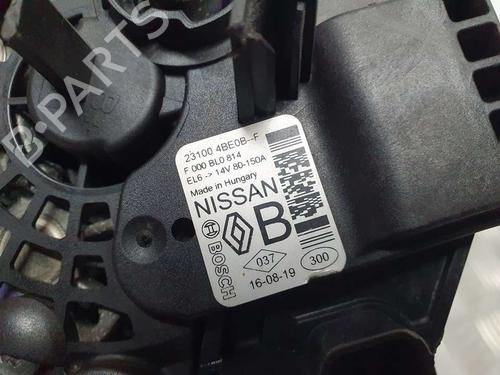 23100 4BE0B--F
F 000 BL0 814
EL6 -> 14V 80-150A
Made in Hungary
NISSAN
B
BOSCH
037
300
16-08-19
B-PARTS